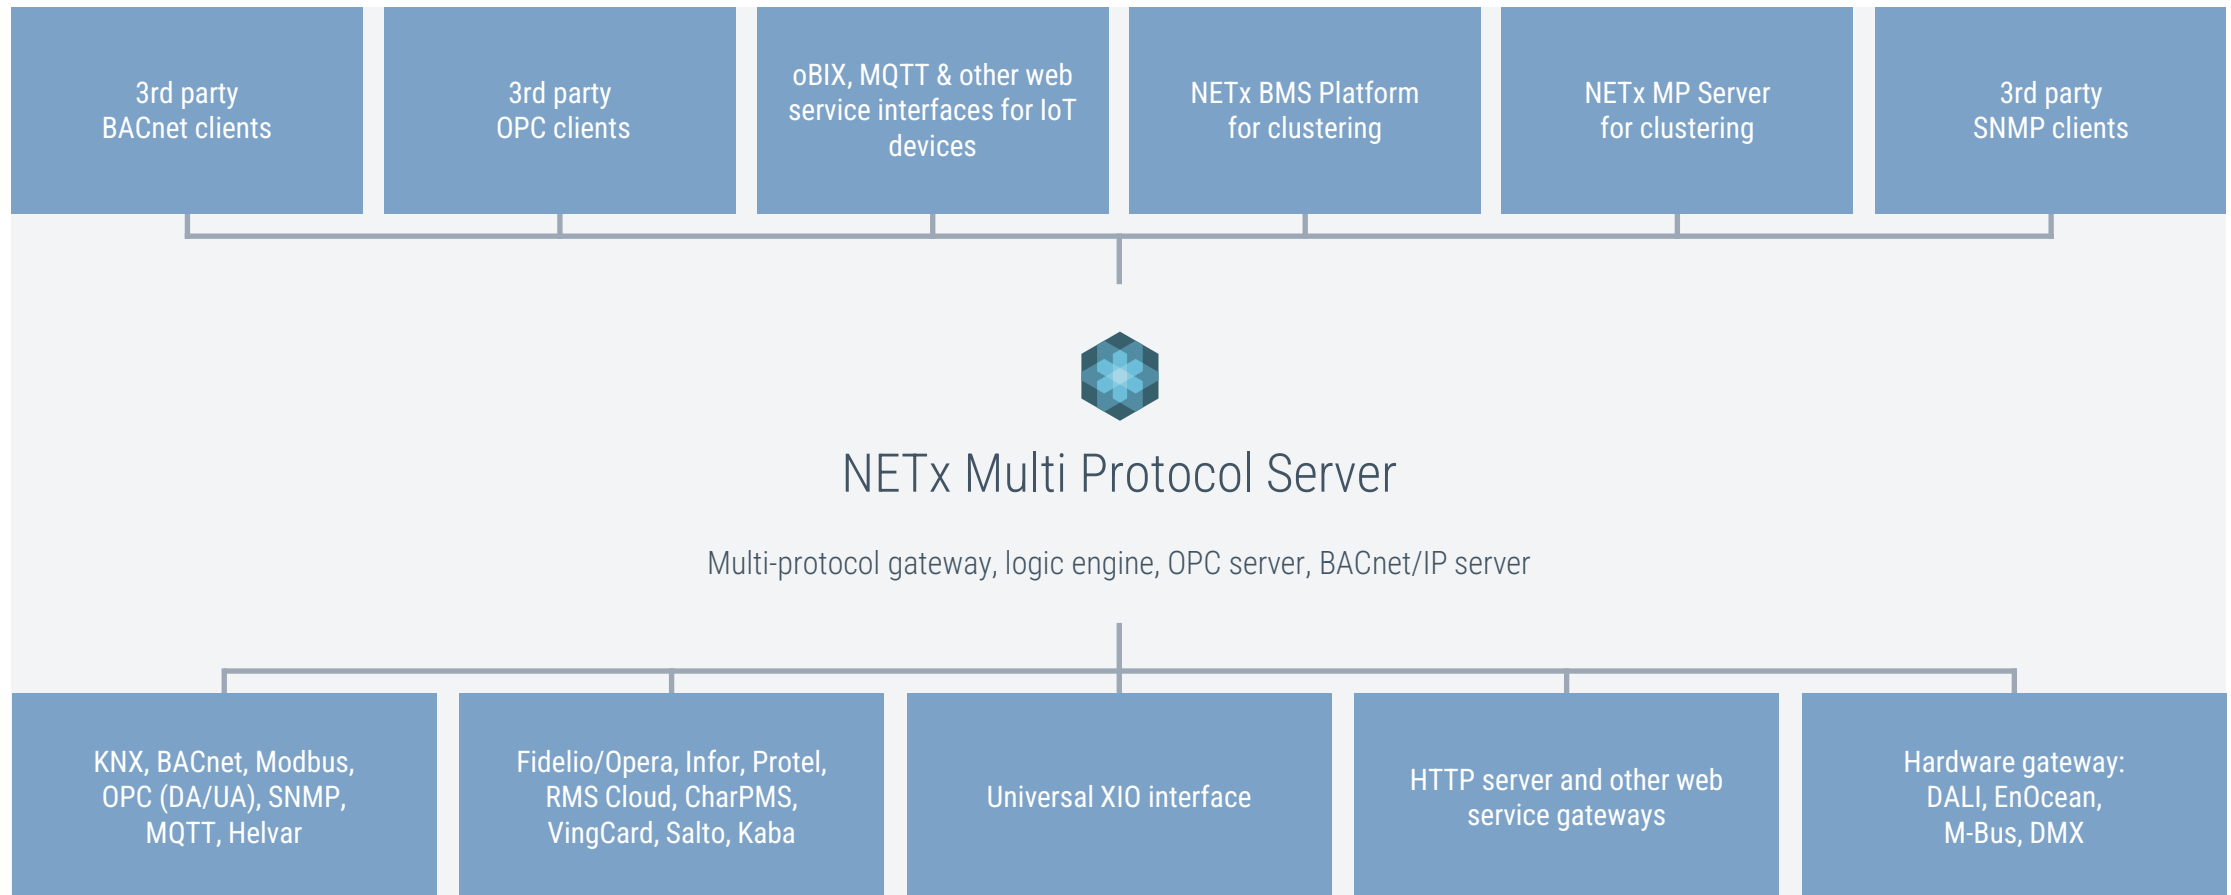 3rd party
BACnet clients
3rd party
OPC clients
oBIX, MQTT & other web
service interfaces for IoT
devices
NETx BMS Platform
for clustering
NETx MP Server
for clustering
3rd party
SNMP clients
NETx Multi Protocol Server
Multi-protocol gateway, logic engine, OPC server, BACnet/IP server
KNX, BACnet, Modbus,
OPC (DA/UA), SNMP,
MQTT, Helvar
Fidelio/Opera, Infor, Protel,
RMS Cloud, CharPMS,
VingCard, Salto, Kaba
Universal XIO interface
HTTP server and other web
service gateways
Hardware gateway:
DALI, EnOcean,
M-Bus, DMX